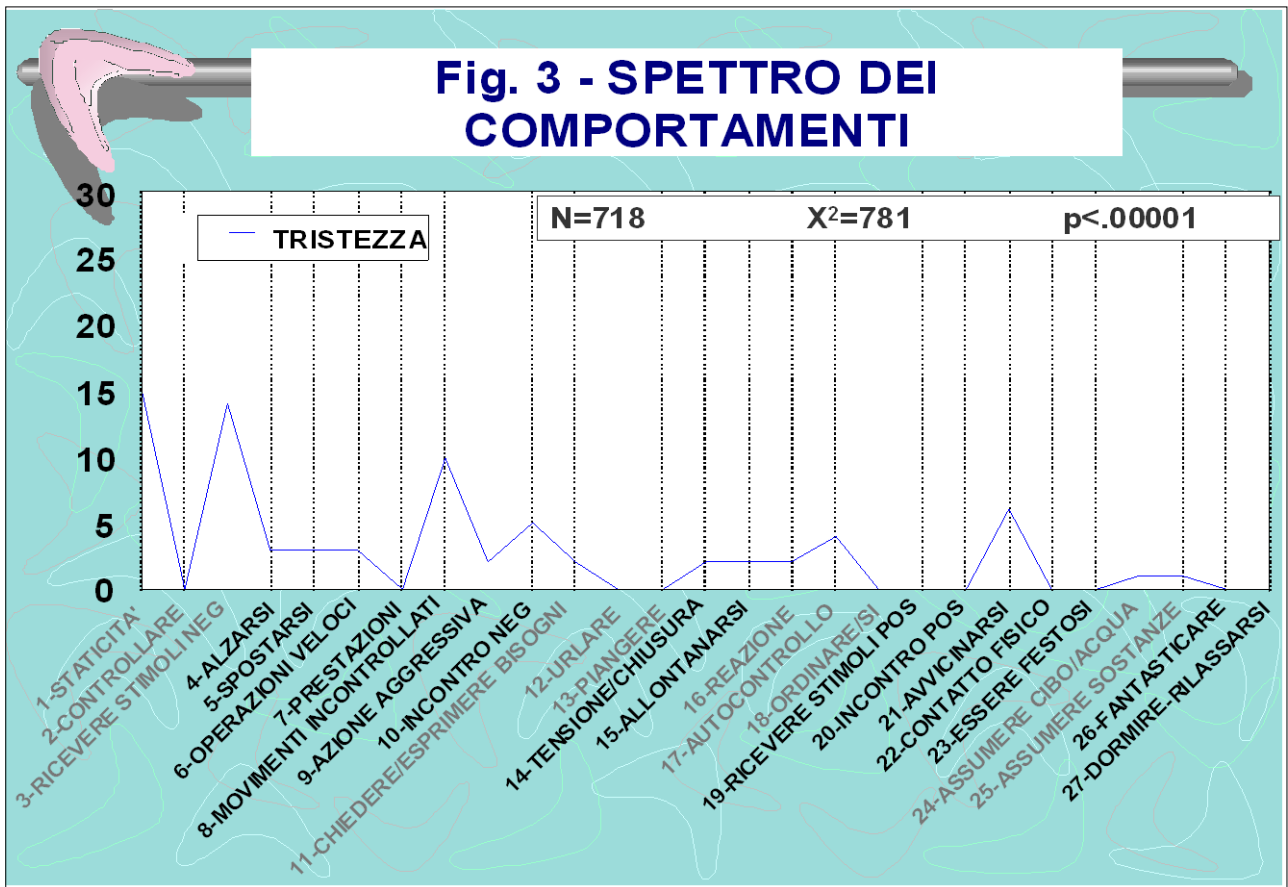 Fig. 3 - SPETTRO DEI
COMPORTAMENTI
30
25
20
15
10
5
0
TRISTEZZA
N=718 X²=781 p<.00001
1-STATICITA'
2-CONTROLLARE
3-RICEVERE STIMOLI NEG
4-ALZARSI
5-SPOSTARSI
6-OPERAZIONI VELOCI
7-PRESTAZIONI
8-MOVIMENTI INCONTROLLATI
9-AZIONE AGGRESSIVA
10-INCONTRO NEG
11-CHIEDERE/ESPRIMERE BISOGNI
12-URLARE
13-PIANGERE
14-TENSIONE/CHIUSURA
15-ALLONTANARSI
16-REAZIONE
17-AUTOCONTROLLO
18-ORDINARE/SI
19-RICEVERE STIMOLI POS
20-INCONTRO POS
21-AVVICINARSI
22-CONTATTO FISICO
23-ESSERE FESTOSI
24-ASSUMERE CIBO/ACQUA
25-ASSUMERE SOSTANZE
26-FANTASTICARE
27-DORMIRE-RILASSARSI